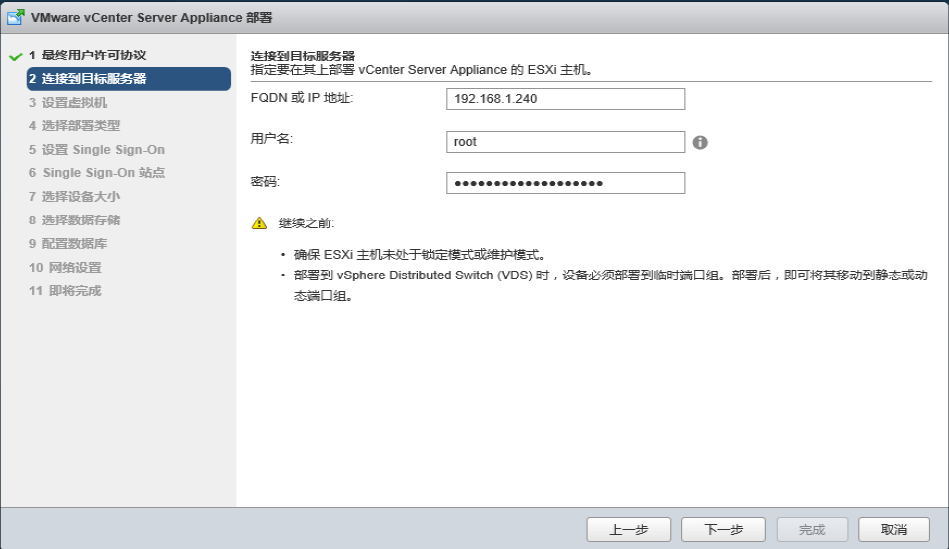 VMware vCenter Server Appliance 部署
1 最终用户许可协议
2 连接到目标服务器
3 设置虚拟机
4 选择部署类型
5 设置 Single Sign-On
6 Single Sign-On 站点
7 选择设备大小
8 选择数据存储
9 配置数据库
10 网络设置
11 即将完成
连接到目标服务器
指定要在其上部署 vCenter Server Appliance 的 ESXi 主机。
FQDN 或 IP 地址: 192.168.1.240
用户名: root
密码: ●●●●●●●●●●●●●●●●●●●
继续之前:
• 确保 ESXi 主机未处于锁定模式或维护模式。
• 部署到 vSphere Distributed Switch (VDS) 时，设备必须部署到临时端口组。部署后，即可将其移动到静态或动
态端口组。
上一步 下一步 完成 取消